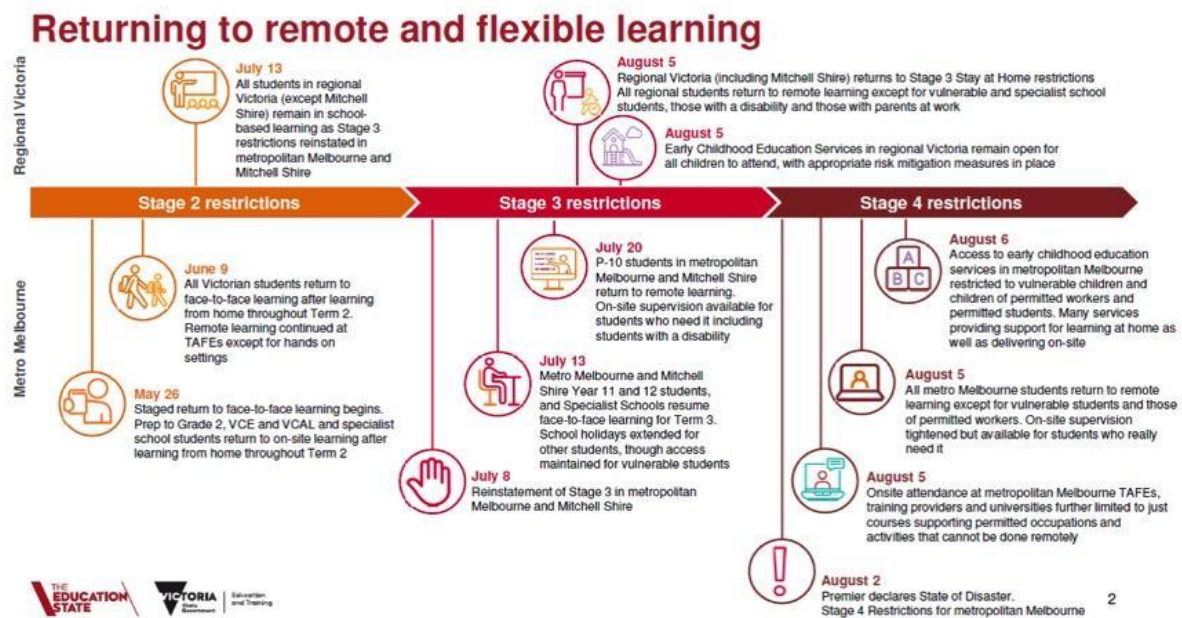 Returning to remote and flexible learning
Regional Victoria
July 13
All students in regional
Victoria (except Mitchell
Shire) remain in school-
based learning as Stage 3
restrictions reinstated in
metropolitan Melbourne and
Mitchell Shire
August 5
Regional Victoria (including Mitchell Shire) returns to Stage 3 Stay at Home restrictions
All regional students return to remote learning except for vulnerable and specialist school
students, those with a disability and those with parents at work
August 5
Early Childhood Education Services in regional Victoria remain open for
all children to attend, with appropriate risk mitigation measures in place
Stage 2 restrictions
Stage 3 restrictions
Stage 4 restrictions
Metro Melbourne
June 9
All Victorian students return to
face-to-face learning after learning
from home throughout Term 2.
Remote learning continued at
TAFEs except for hands on
settings
May 26
Staged return to face-to-face learning begins.
Prep to Grade 2, VCE and VCAL and specialist
school students return to on-site learning after
learning from home throughout Term 2
July 20
P-10 students in metropolitan
Melbourne and Mitchell Shire
return to remote learning.
On-site supervision available for
students who need it including
students with a disability
July 13
Metro Melbourne and Mitchell
Shire Year 11 and 12 students,
and Specialist Schools resume
face-to-face learning for Term 3.
School holidays extended for
other students, though access
maintained for vulnerable students
July 8
Reinstatement of Stage 3 in metropolitan
Melbourne and Mitchell Shire
A
B C
August 6
Access to early childhood education
services in metropolitan Melbourne
restricted to vulnerable children and
children of permitted workers and
permitted students. Many services
providing support for learning at home as
well as delivering on-site
August 5
All metro Melbourne students return to remote
learning except for vulnerable students and those
of permitted workers. On-site supervision
tightened but available for students who really
need it
August 5
Onsite attendance at metropolitan Melbourne TAFEs,
training providers and universities further limited to just
courses supporting permitted occupations and
activities that cannot be done remotely
!
August 2
Premier declares State of Disaster.
Stage 4 Restrictions for metropolitan Melbourne
THE
EDUCATION
STATE
VICTORIA
State
Government
Education
and Training
2